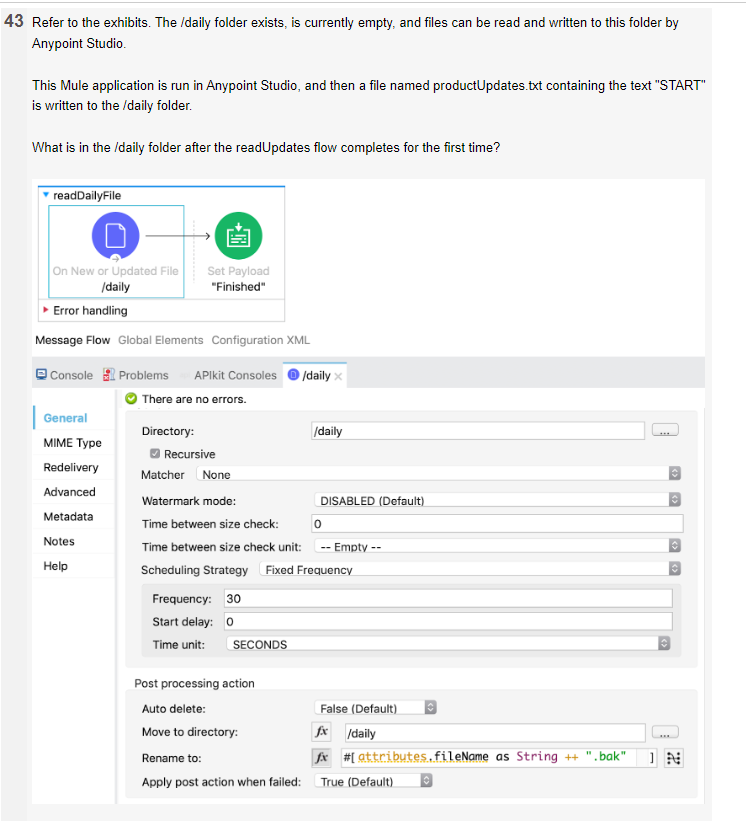 43 Refer to the exhibits. The /daily folder exists, is currently empty, and files can be read and written to this folder by
Anypoint Studio.
This Mule application is run in Anypoint Studio, and then a file named productUpdates.txt containing the text "START"
is written to the /daily folder.
What is in the /daily folder after the readUpdates flow completes for the first time?
readDailyFile
On New or Updated File
/daily
Set Payload
"Finished"
Error handling
Message Flow Global Elements Configuration XML
Console Problems APIkit Consoles /daily
There are no errors.
General
MIME Type
Redelivery
Advanced
Metadata
Notes
Help
Directory: /daily ...
Recursive
Matcher None
Watermark mode: DISABLED (Default)
Time between size check: 0
Time between size check unit: -- Empty --
Scheduling Strategy Fixed Frequency
Frequency: 30
Start delay: 0
Time unit: SECONDS
Post processing action
Auto delete: False (Default)
Move to directory: fx /daily ...
Rename to: fx #[ attributes.fileName as String ++ ".bak" ]
Apply post action when failed: True (Default)